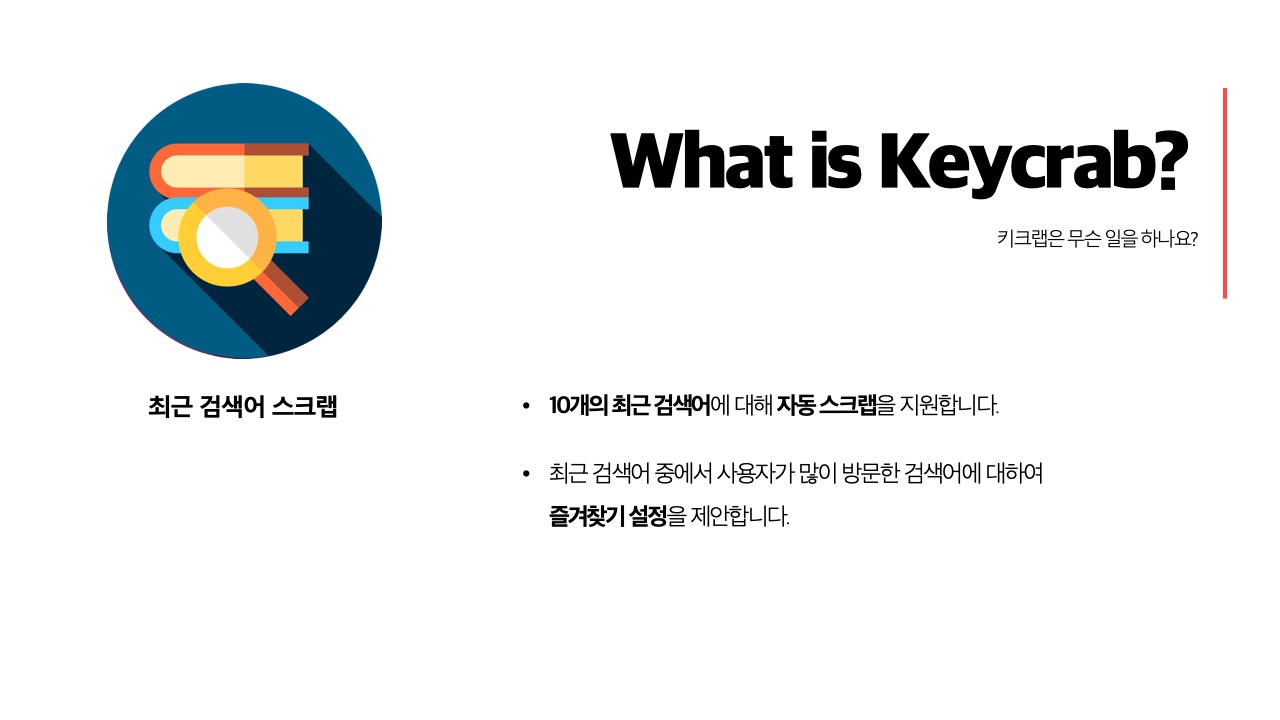 What is Keycrab?
키크랩은 무슨 일을 하나요?
최근 검색어 스크랩
• 10개의 최근 검색어에 대해 자동 스크랩을 지원합니다.
• 최근 검색어 중에서 사용자가 많이 방문한 검색어에 대하여
즐겨찾기 설정을 제안합니다.